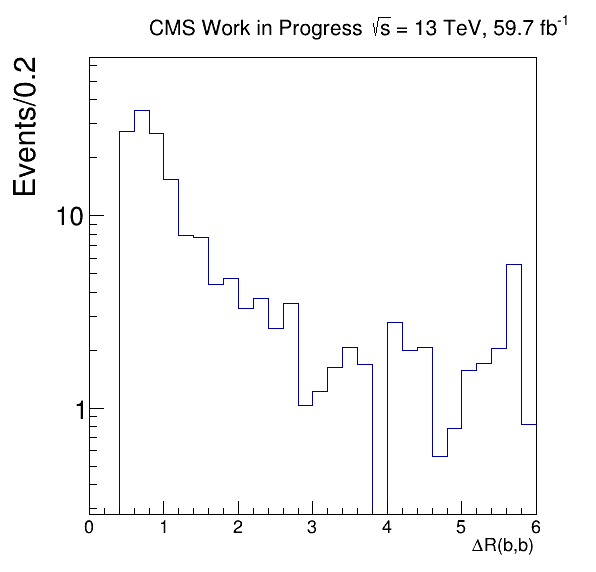 CMS Work in Progress √s = 13 TeV, 59.7 fb⁻¹
Events/0.2
10
1
0 1 2 3 4 5 6
ΔR(b,b)